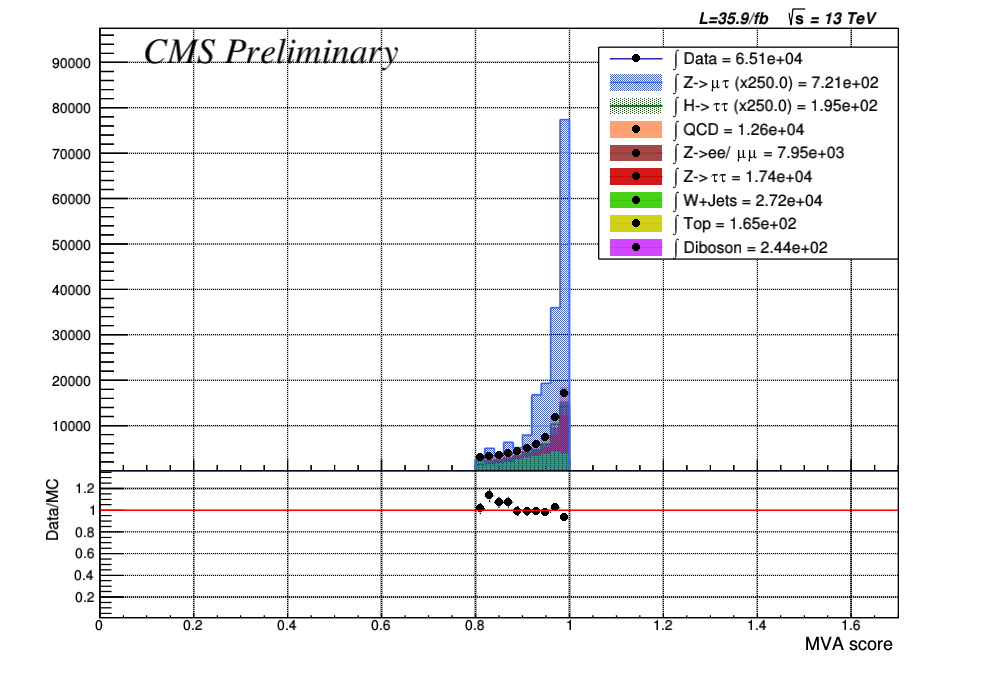 L=35.9/fb √s = 13 TeV
CMS Preliminary
∫ Data = 6.51e+04
∫ Z-> μτ (x250.0) = 7.21e+02
∫ H-> ττ (x250.0) = 1.95e+02
∫ QCD = 1.26e+04
∫ Z->ee/ μμ = 7.95e+03
∫ Z-> ττ = 1.74e+04
∫ W+Jets = 2.72e+04
∫ Top = 1.65e+02
∫ Diboson = 2.44e+02
90000
80000
70000
60000
50000
40000
30000
20000
10000
Data/MC
1.2
1
0.8
0.6
0.4
0.2
0 0.2 0.4 0.6 0.8 1 1.2 1.4 1.6
MVA score